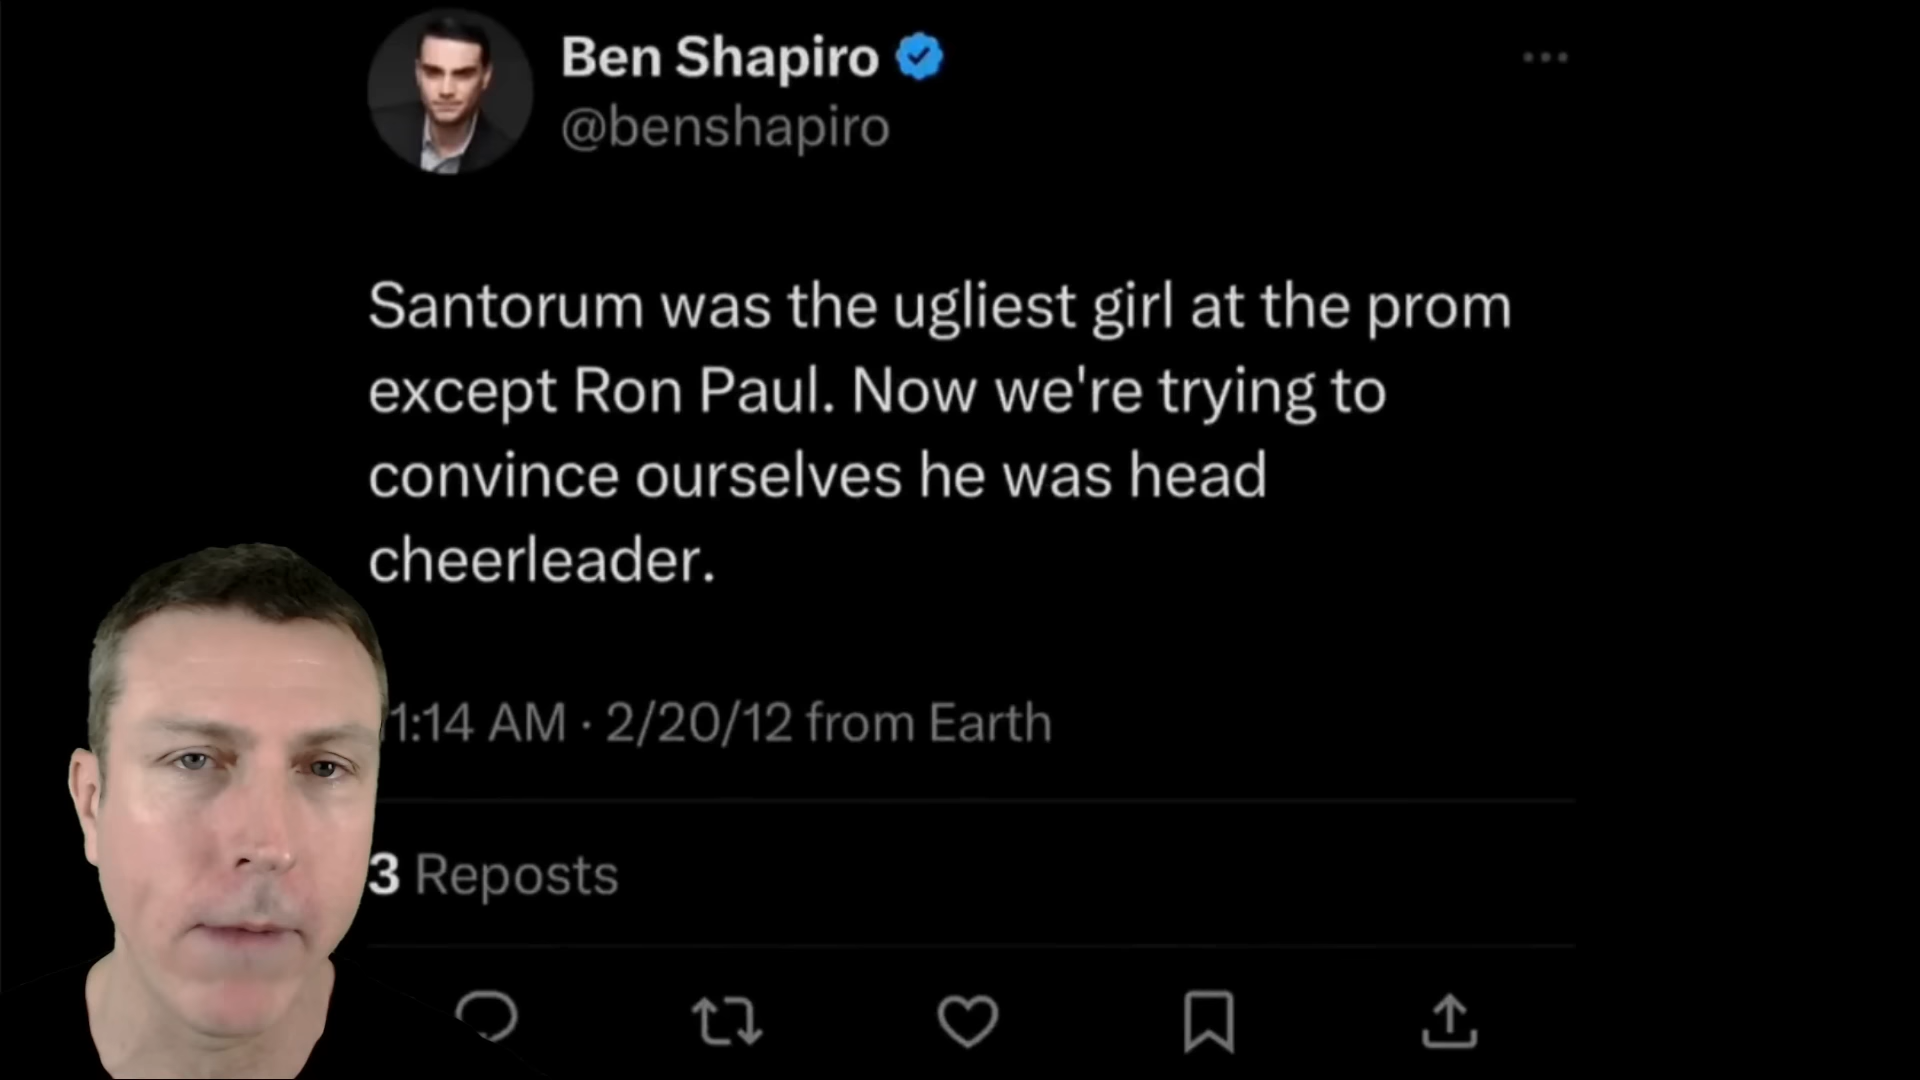 Ben Shapiro
@benshapiro
Santorum was the ugliest girl at the prom
except Ron Paul. Now we're trying to
convince ourselves he was head
cheerleader.
1:14 AM · 2/20/12 from Earth
3 Reposts